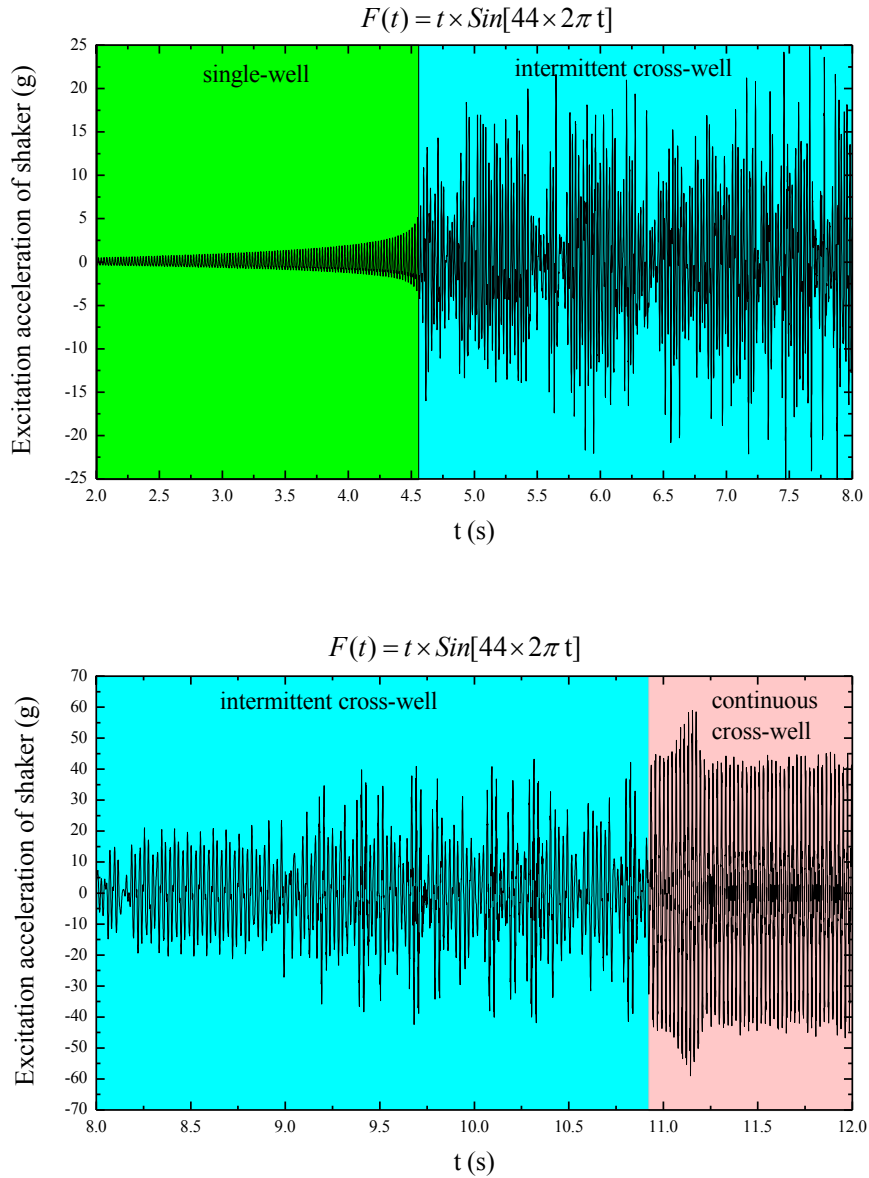 F(t) = t × Sin[44 × 2π t]
Excitation acceleration of shaker (g)
single-well
intermittent cross-well
25
20
15
10
5
0
-5
-10
-15
-20
-25
2.0 2.5 3.0 3.5 4.0 4.5 5.0 5.5 6.0 6.5 7.0 7.5 8.0
t (s)
F(t) = t × Sin[44 × 2π t]
Excitation acceleration of shaker (g)
intermittent cross-well
continuous
cross-well
70
60
50
40
30
20
10
0
-10
-20
-30
-40
-50
-60
-70
8.0 8.5 9.0 9.5 10.0 10.5 11.0 11.5 12.0
t (s)